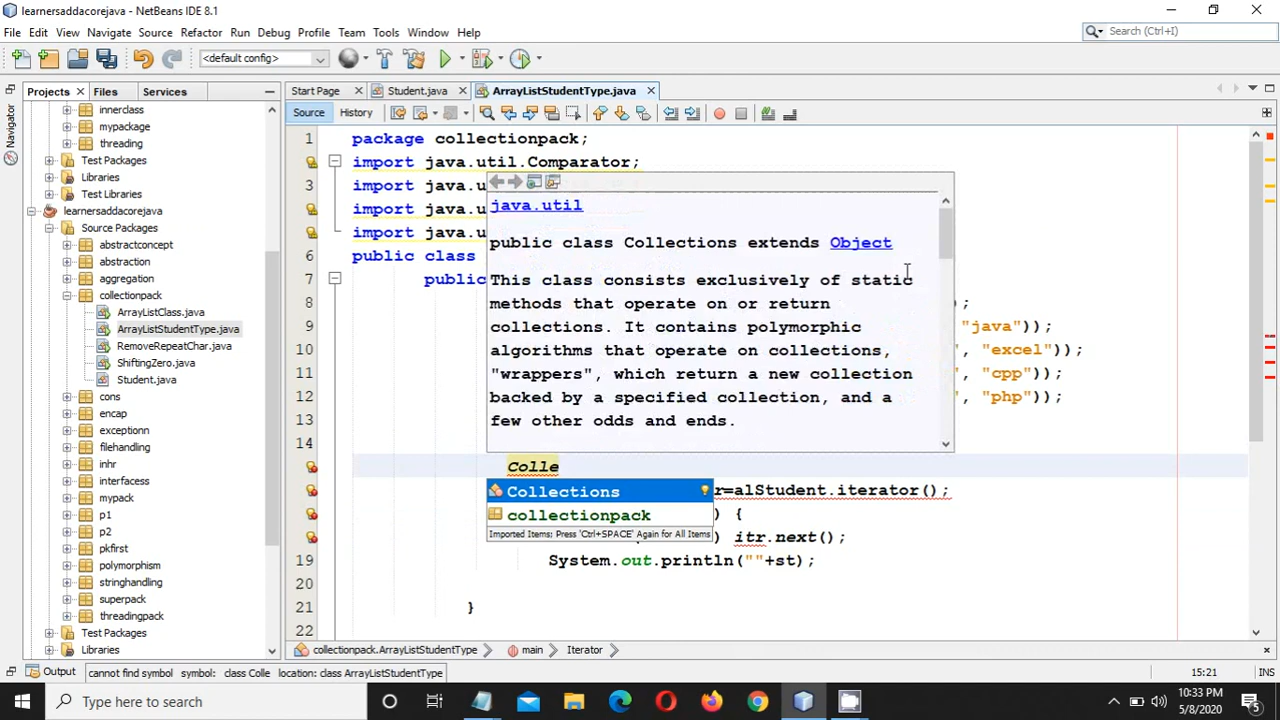 learnersaddacorejava - NetBeans IDE 8.1
File Edit View Navigate Source Refactor Run Debug Profile Team Tools Window Help
Search (Ctrl+I)
<default config>
Projects Files Services
Start Page Student.java ArrayListStudentType.java
Navigator
Source History
innerclass
mypackage
threading
Test Packages
Libraries
Test Libraries
learnersaddacorejava
Source Packages
abstractconcept
abstraction
aggregation
collectionpack
ArrayListClass.java
ArrayListStudentType.java
RemoveRepeatChar.java
ShiftingZero.java
Student.java
cons
encap
exceptionn
filehandling
inhr
interfacess
mypack
p1
p2
pkfirst
polymorphism
stringhandling
superpack
threadingpack
Test Packages
Libraries
1 package collectionpack;
import java.util.Comparator;
3 import java.u
import java.u
import java.u
6 public class
7 public
8 );
9 "java"));
10 ", "excel"));
11 ", "cpp"));
12 ", "php"));
13
14
Colle
r=alStudent.iterator();
) {
) itr.next();
19 System.out.println(""+st);
20
21 }
22
java.util
public class Collections extends Object
This class consists exclusively of static
methods that operate on or return
collections. It contains polymorphic
algorithms that operate on collections,
"wrappers", which return a new collection
backed by a specified collection, and a
few other odds and ends.
Collections
collectionpack
Imported Items: Press 'Ctrl+SPACE' Again for All Items
collectionpack.ArrayListStudentType main Iterator
Output cannot find symbol symbol: class Colle location: class ArrayListStudentType 15:21 INS
Type here to search
10:33 PM
5/8/2020
5